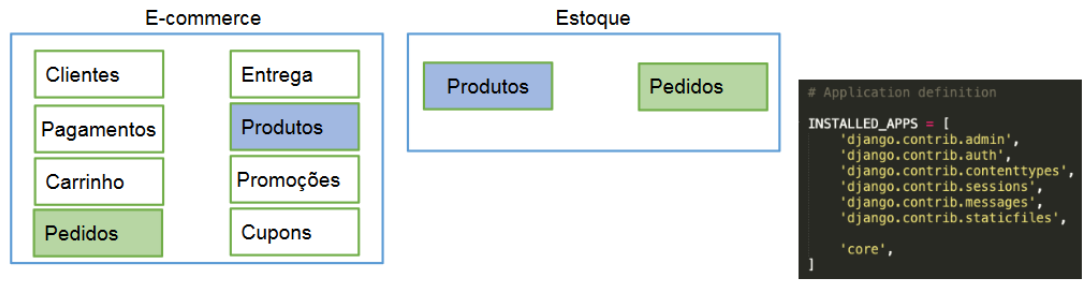 E-commerce
Clientes
Entrega
Pagamentos
Produtos
Carrinho
Promoções
Pedidos
Cupons
Estoque
Produtos
Pedidos
# Application definition
INSTALLED_APPS = [
'django.contrib.admin',
'django.contrib.auth',
'django.contrib.contenttypes',
'django.contrib.sessions',
'django.contrib.messages',
'django.contrib.staticfiles',
'core',
]